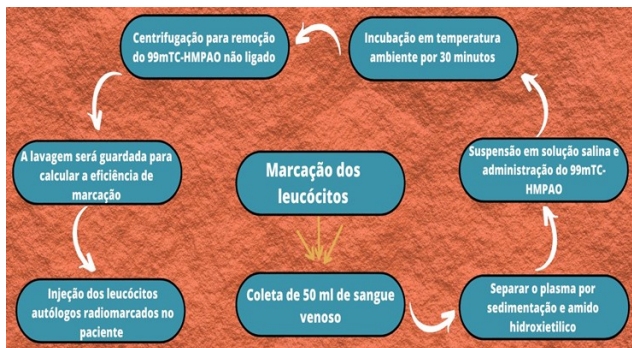 Marcação dos
leucócitos
Coleta de 50 ml de sangue
venoso
Separar o plasma por
sedimentação e amido
hidroxietilico
Suspensão em solução salina e
administração do 99mTC-
HMPAO
Incubação em temperatura
ambiente por 30 minutos
Centrifugação para remoção
do 99mTC-HMPAO não ligado
A lavagem será guardada para
calcular a eficiência de
marcação
Injeção dos leucócitos
autólogos radiomarcados no
paciente